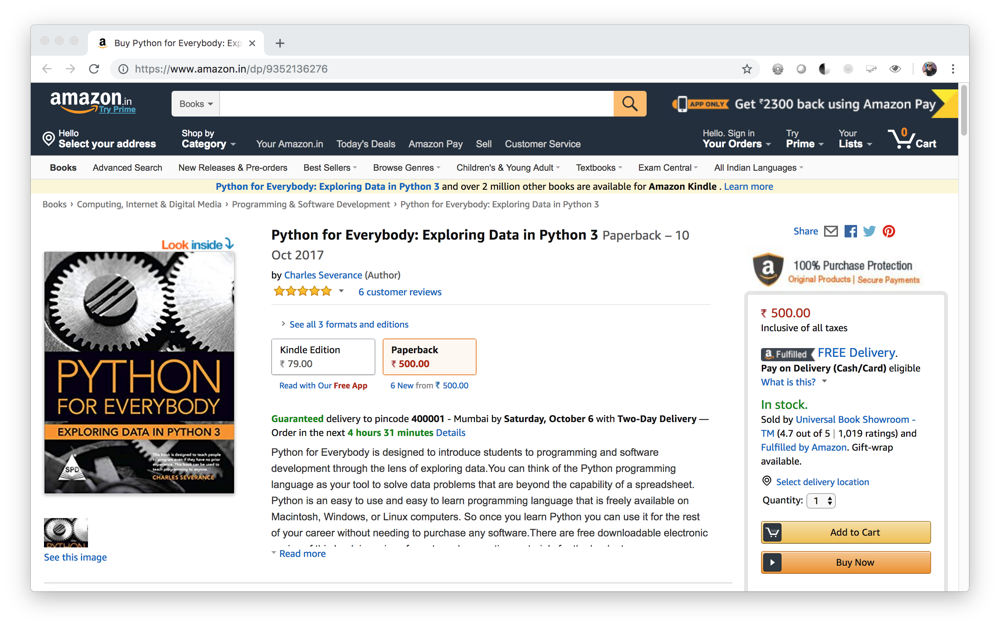 Buy Python for Everybody: Exp
https://www.amazon.in/dp/9352136276
amazon.in
Try Prime
Books
APP ONLY Get ₹2300 back using Amazon Pay
Hello
Select your address
Shop by
Category
Your Amazon.in Today's Deals Amazon Pay Sell Customer Service
Hello. Sign in
Your Orders
Try
Prime
Your
Lists
0
Cart
Books Advanced Search New Releases & Pre-orders Best Sellers Browse Genres Children's & Young Adult Textbooks Exam Central All Indian Languages
Python for Everybody: Exploring Data in Python 3 and over 2 million other books are available for Amazon Kindle . Learn more
Books › Computing, Internet & Digital Media › Programming & Software Development › Python for Everybody: Exploring Data in Python 3
Look inside
PYTHON
FOR EVERYBODY
EXPLORING DATA IN PYTHON 3
This book is designed to teach people
to program even if they have no prior
experience. This book can be used to
teach programming to anyone.
CHARLES SEVERANCE
SPD
PYTHON
See this image
Python for Everybody: Exploring Data in Python 3 Paperback – 10
Oct 2017
by Charles Severance (Author)
6 customer reviews
› See all 3 formats and editions
Kindle Edition
₹ 79.00
Paperback
₹ 500.00
Read with Our Free App
6 New from ₹ 500.00
Guaranteed delivery to pincode 400001 - Mumbai by Saturday, October 6 with Two-Day Delivery —
Order in the next 4 hours 31 minutes Details
Python for Everybody is designed to introduce students to programming and software
development through the lens of exploring data.You can think of the Python programming
language as your tool to solve data problems that are beyond the capability of a spreadsheet.
Python is an easy to use and easy to learn programming language that is freely available on
Macintosh, Windows, or Linux computers. So once you learn Python you can use it for the rest
of your career without needing to purchase any software.There are free downloadable electronic
Read more
Share
a
100% Purchase Protection
Original Products | Secure Payments
₹ 500.00
Inclusive of all taxes
a Fulfilled FREE Delivery.
Pay on Delivery (Cash/Card) eligible
What is this?
In stock.
Sold by Universal Book Showroom -
TM (4.7 out of 5 | 1,019 ratings) and
Fulfilled by Amazon. Gift-wrap
available.
Select delivery location
Quantity: 1
Add to Cart
Buy Now